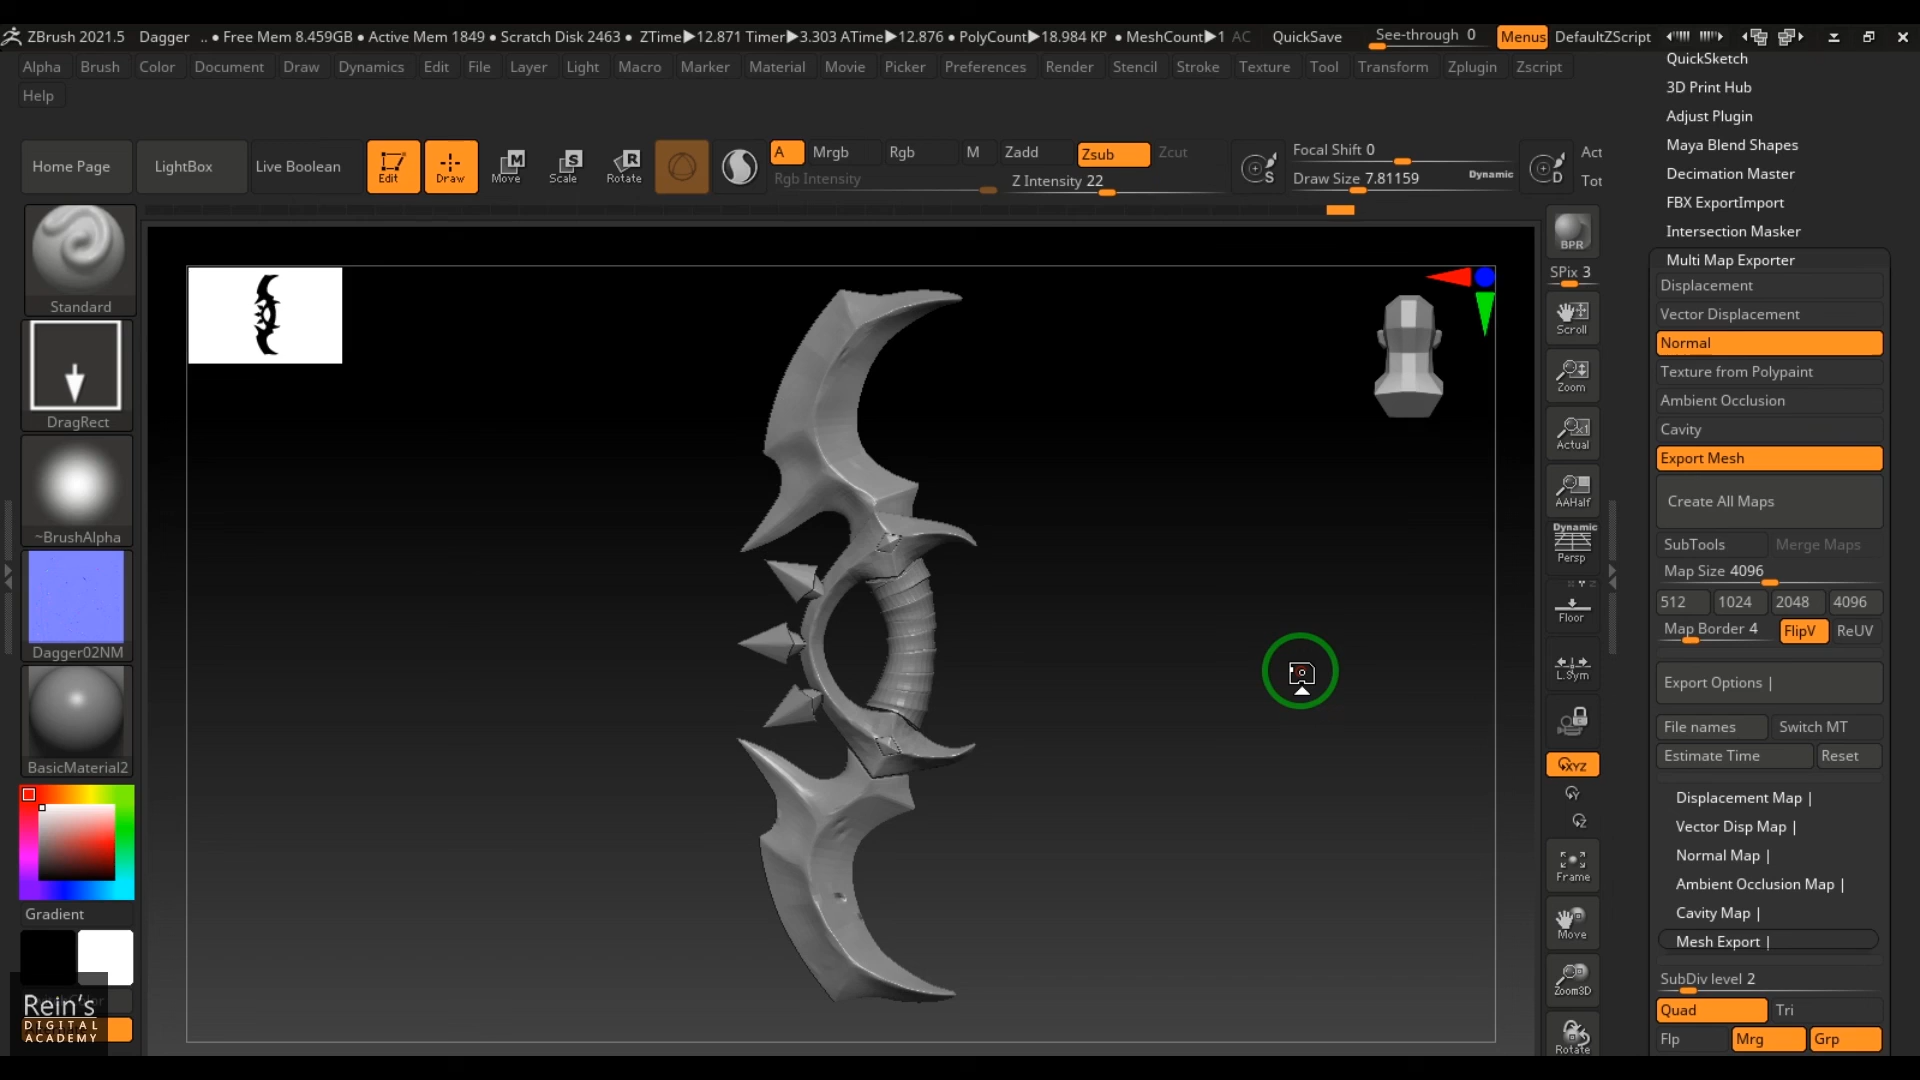 ZBrush 2021.5 Dagger .. • Free Mem 8.459GB • Active Mem 1849 • Scratch Disk 2463 • ZTime▶12.871 Timer▶3.303 ATime▶12.876 • PolyCount▶18.984 KP • MeshCount▶1 AC QuickSave See-through 0 Menus DefaultZScript
Alpha Brush Color Document Draw Dynamics Edit File Layer Light Macro Marker Material Movie Picker Preferences Render Stencil Stroke Texture Tool Transform Zplugin Zscript
Help
Home Page LightBox Live Boolean Edit Draw Move Scale Rotate
A Mrgb Rgb M Zadd Zsub Zcut
Rgb Intensity Z Intensity 22
Focal Shift 0
Draw Size 7.81159 Dynamic
Act
Tot
M
S
R
S
D
Standard
DragRect
~BrushAlpha
Dagger02NM
BasicMaterial2
Gradient
Rein's
DIGITAL
ACADEMY
BPR
SPix 3
Scroll
Zoom
Actual
AAHalf
Dynamic
Persp
Floor
L.Sym
XYZ
Y
Z
Frame
Move
Zoom3D
Rotate
QuickSketch
3D Print Hub
Adjust Plugin
Maya Blend Shapes
Decimation Master
FBX ExportImport
Intersection Masker
Multi Map Exporter
Displacement
Vector Displacement
Normal
Texture from Polypaint
Ambient Occlusion
Cavity
Export Mesh
Create All Maps
SubTools Merge Maps
Map Size 4096
512 1024 2048 4096
Map Border 4 FlipV ReUV
Export Options |
File names Switch MT
Estimate Time Reset
Displacement Map |
Vector Disp Map |
Normal Map |
Ambient Occlusion Map |
Cavity Map |
Mesh Export |
SubDiv level 2
Quad Tri
Flp Mrg Grp